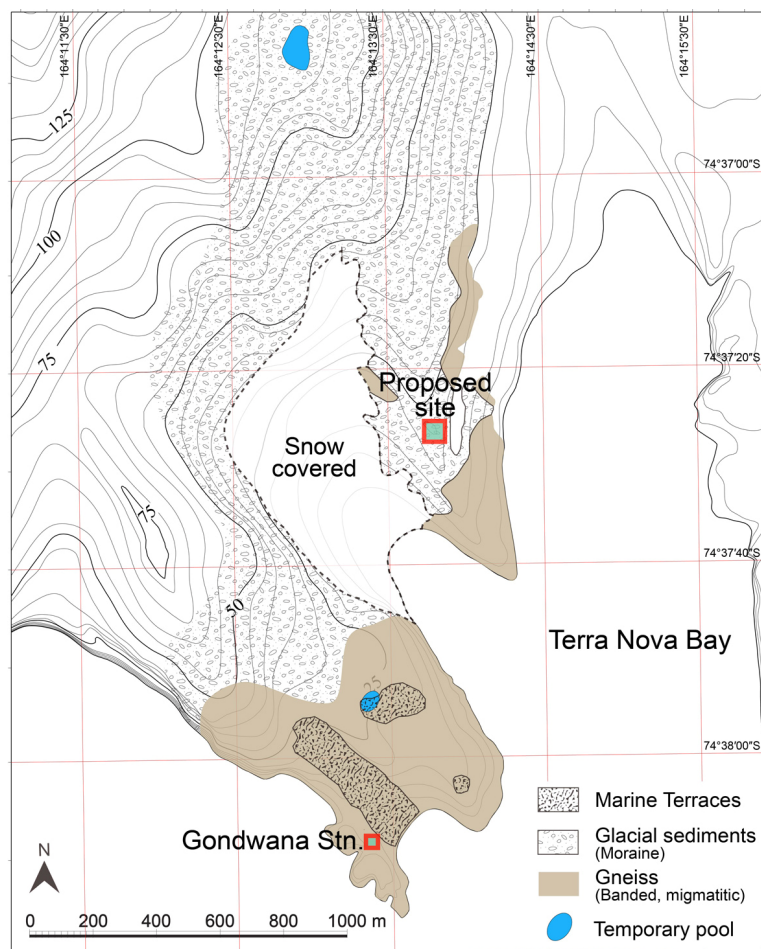 164°11'30"E
164°12'30"E
164°13'30"E
164°14'30"E
164°15'30"E
125
74°37'00"S
100
75
74°37'20"S
Proposed
site
Snow
covered
75
74°37'40"S
50
Terra Nova Bay
25
74°38'00"S
Marine Terraces
Gondwana Stn.
Glacial sediments
(Moraine)
N
Gneiss
(Banded, migmatitic)
0 200 400 600 800 1000 m
Temporary pool